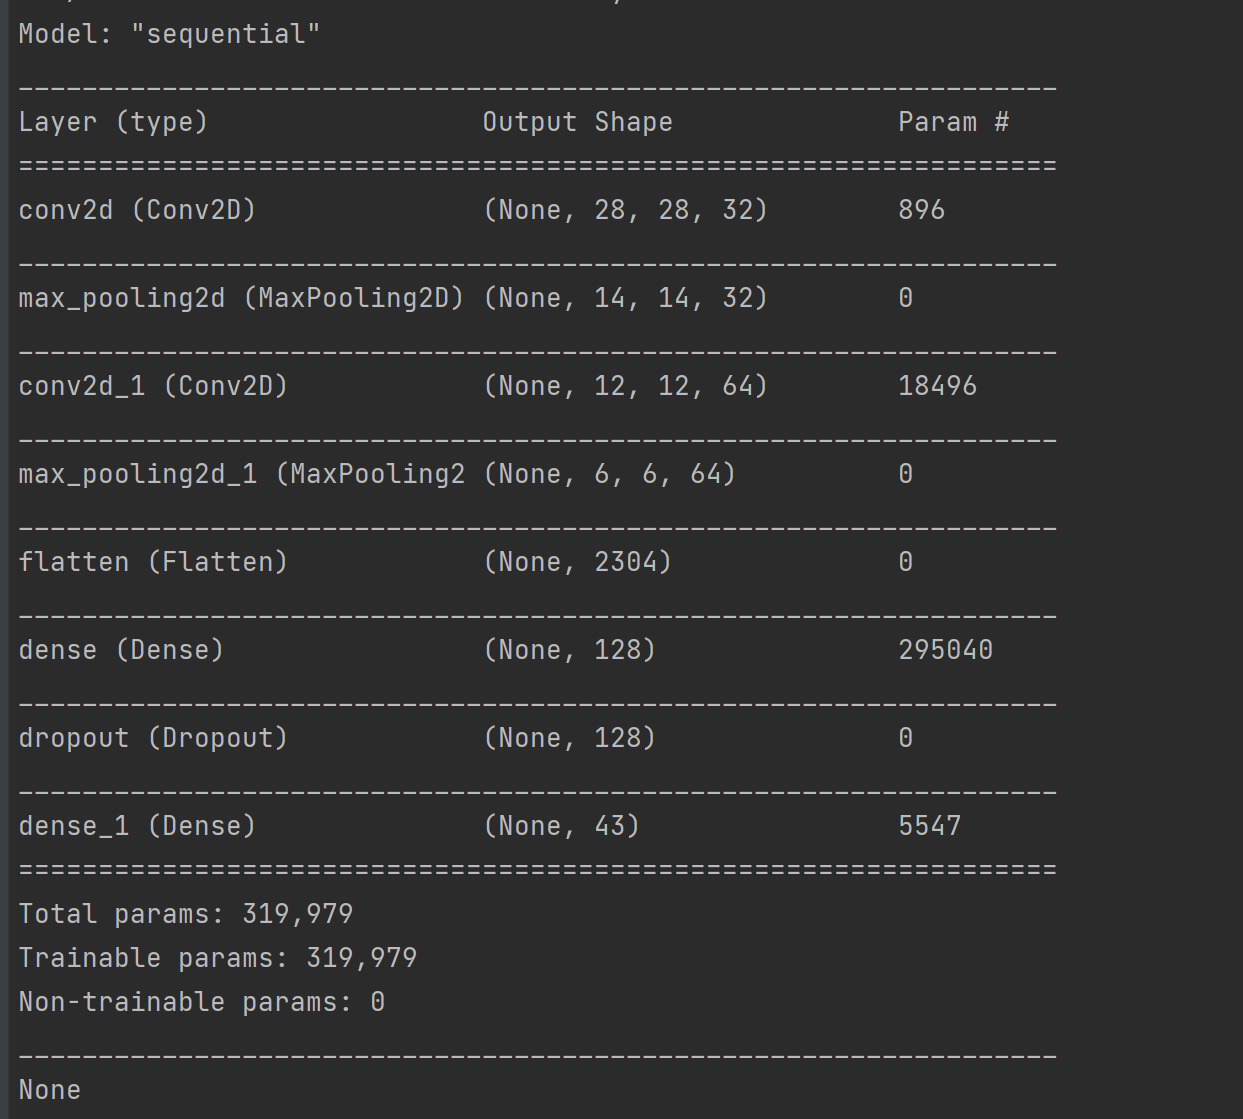 Model: "sequential"
_________________________________________________________________
Layer (type)                 Output Shape              Param #
=================================================================
conv2d (Conv2D)              (None, 28, 28, 32)        896
_________________________________________________________________
max_pooling2d (MaxPooling2D) (None, 14, 14, 32)        0
_________________________________________________________________
conv2d_1 (Conv2D)            (None, 12, 12, 64)        18496
_________________________________________________________________
max_pooling2d_1 (MaxPooling2 (None, 6, 6, 64)          0
_________________________________________________________________
flatten (Flatten)            (None, 2304)              0
_________________________________________________________________
dense (Dense)                (None, 128)               295040
_________________________________________________________________
dropout (Dropout)            (None, 128)               0
_________________________________________________________________
dense_1 (Dense)              (None, 43)                5547
=================================================================
Total params: 319,979
Trainable params: 319,979
Non-trainable params: 0
_________________________________________________________________
None